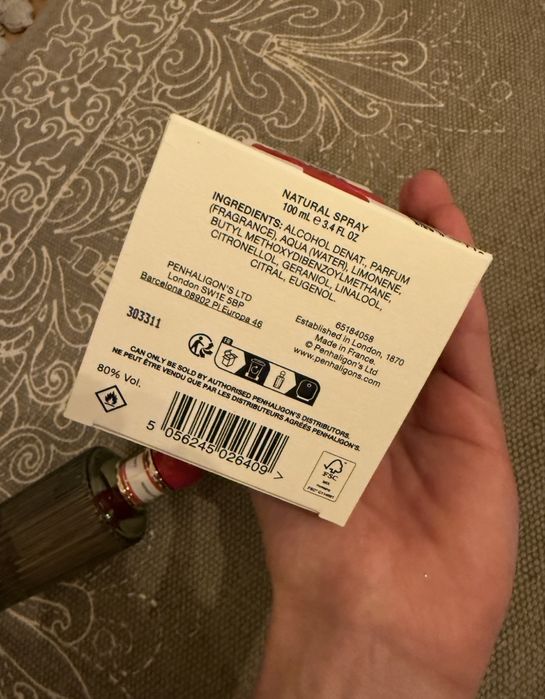 NATURAL SPRAY
100 mL e 3.4 FL OZ
INGREDIENTS: ALCOHOL DENAT., PARFUM
(FRAGRANCE), AQUA (WATER), LIMONENE,
BUTYL METHOXYDIBENZOYLMETHANE,
CITRONELLOL, GERANIOL, LINALOOL,
CITRAL, EUGENOL.
PENHALIGON'S LTD
London SW1E 5BP
Barcelona 08902 Pl Europa 46
303311
65184058
Established in London, 1870
Made in France.
© Penhaligon's Ltd
www.penhaligons.com
FR
CAN ONLY BE SOLD BY AUTHORISED PENHALIGON'S DISTRIBUTORS.
NE PEUT ÊTRE VENDU QUE PAR LES DISTRIBUTEURS AGRÉÉS PENHALIGON'S.
80% Vol.
5 056245 026409 >
FSC
MIX